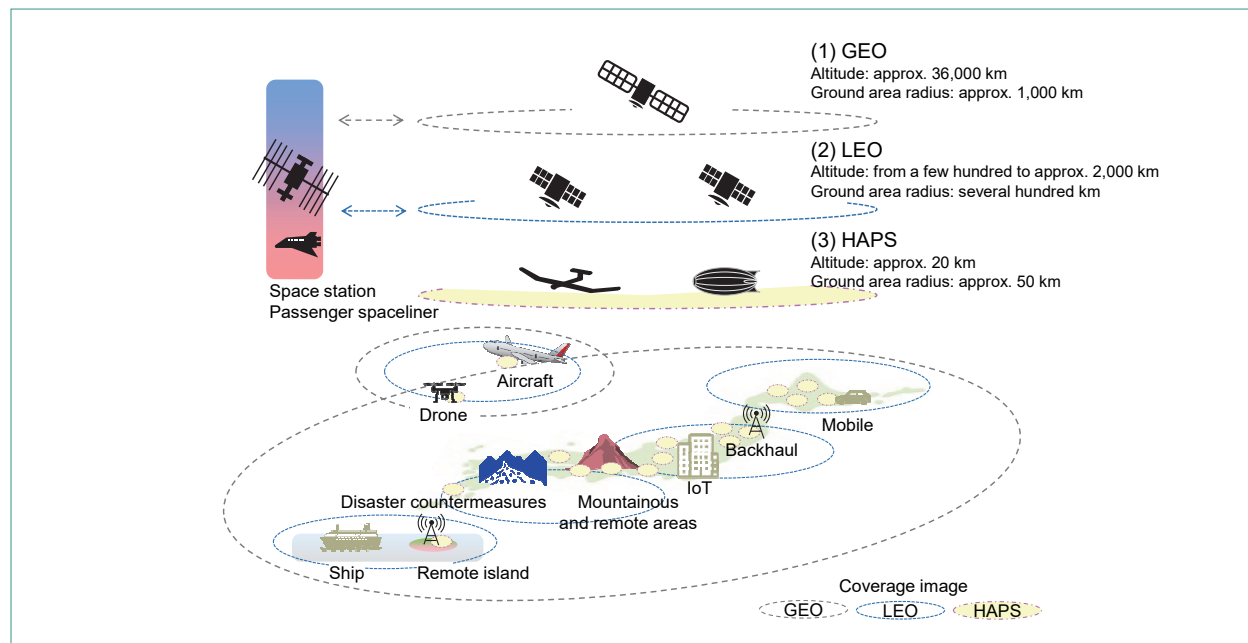 (1) GEO
Altitude: approx. 36,000 km
Ground area radius: approx. 1,000 km
(2) LEO
Altitude: from a few hundred to approx. 2,000 km
Ground area radius: several hundred km
(3) HAPS
Altitude: approx. 20 km
Ground area radius: approx. 50 km
Space station
Passenger spaceliner
Aircraft
Drone
Mobile
Backhaul
IoT
Disaster countermeasures
Mountainous
and remote areas
Ship
Remote island
Coverage image
GEO
LEO
HAPS